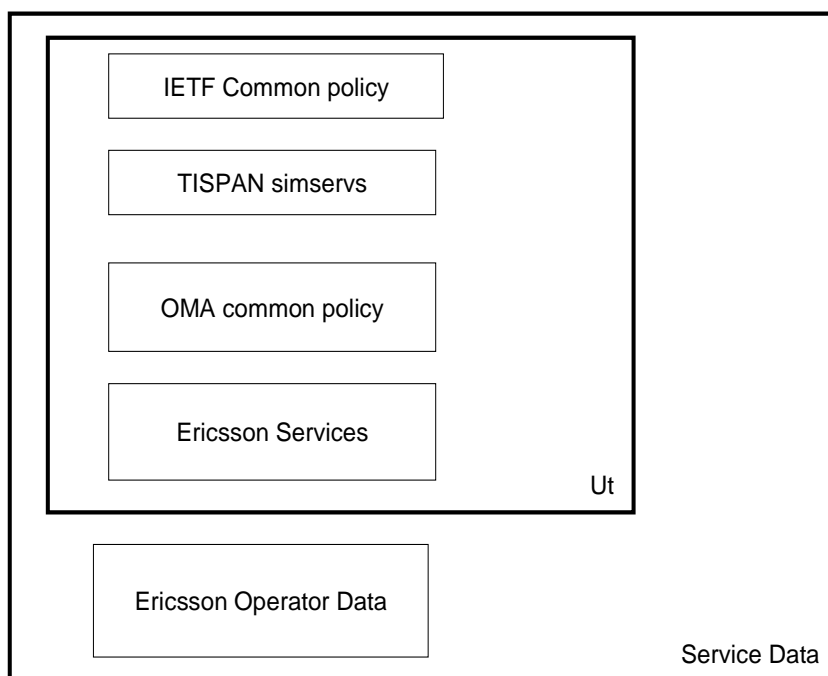 IETF Common policy
TISPAN simservs
OMA common policy
Ericsson Services
Ut
Ericsson Operator Data
Service Data